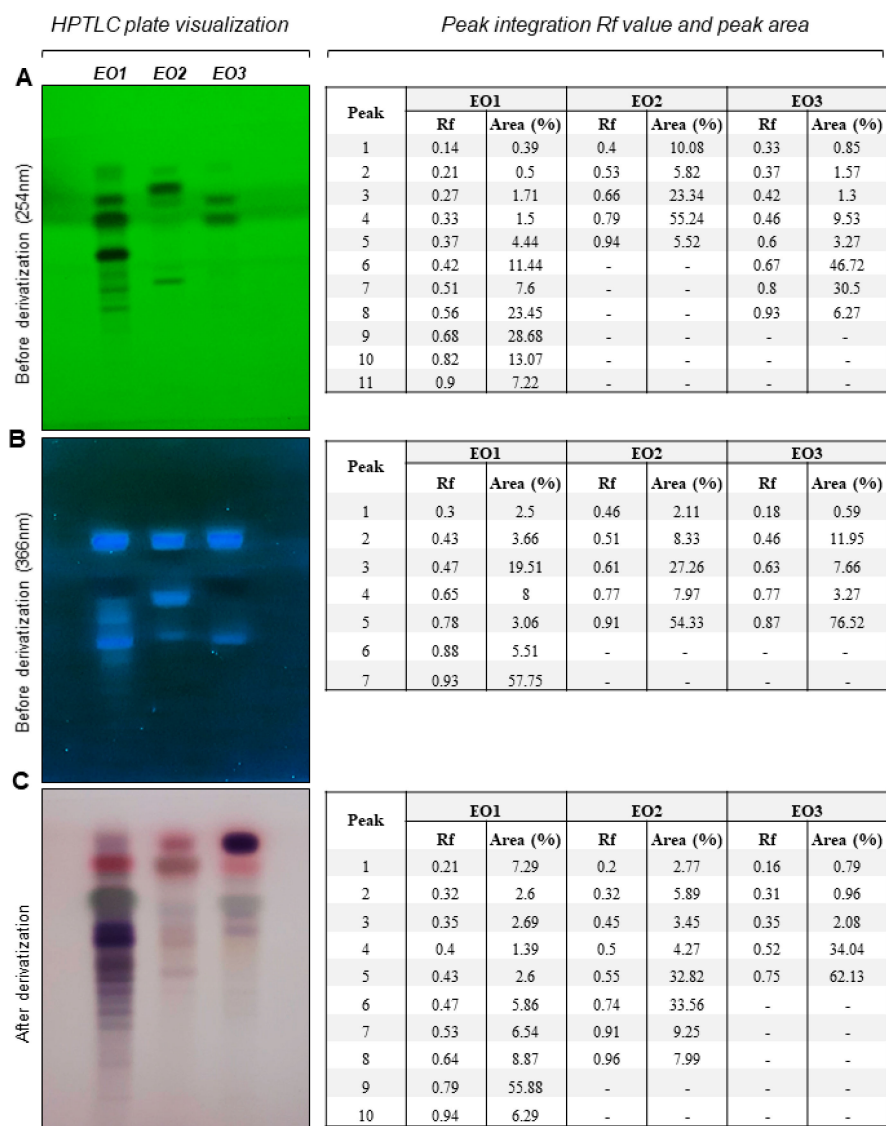 HPTLC plate visualization Peak integration Rf value and peak area
EO1 EO2 EO3
A
Before derivatization (254nm)
Peak EO1 EO2 EO3
Rf Area (%) Rf Area (%) Rf Area (%)
1 0.14 0.39 0.4 10.08 0.33 0.85
2 0.21 0.5 0.53 5.82 0.37 1.57
3 0.27 1.71 0.66 23.34 0.42 1.3
4 0.33 1.5 0.79 55.24 0.46 9.53
5 0.37 4.44 0.94 5.52 0.6 3.27
6 0.42 11.44 - - 0.67 46.72
7 0.51 7.6 - - 0.8 30.5
8 0.56 23.45 - - 0.93 6.27
9 0.68 28.68 - - - -
10 0.82 13.07 - - - -
11 0.9 7.22 - - - -
B
Before derivatization (366nm)
Peak EO1 EO2 EO3
Rf Area (%) Rf Area (%) Rf Area (%)
1 0.3 2.5 0.46 2.11 0.18 0.59
2 0.43 3.66 0.51 8.33 0.46 11.95
3 0.47 19.51 0.61 27.26 0.63 7.66
4 0.65 8 0.77 7.97 0.77 3.27
5 0.78 3.06 0.91 54.33 0.87 76.52
6 0.88 5.51 - - - -
7 0.93 57.75 - - - -
C
After derivatization
Peak EO1 EO2 EO3
Rf Area (%) Rf Area (%) Rf Area (%)
1 0.21 7.29 0.2 2.77 0.16 0.79
2 0.32 2.6 0.32 5.89 0.31 0.96
3 0.35 2.69 0.45 3.45 0.35 2.08
4 0.4 1.39 0.5 4.27 0.52 34.04
5 0.43 2.6 0.55 32.82 0.75 62.13
6 0.47 5.86 0.74 33.56 - -
7 0.53 6.54 0.91 9.25 - -
8 0.64 8.87 0.96 7.99 - -
9 0.79 55.88 - - - -
10 0.94 6.29 - - - -